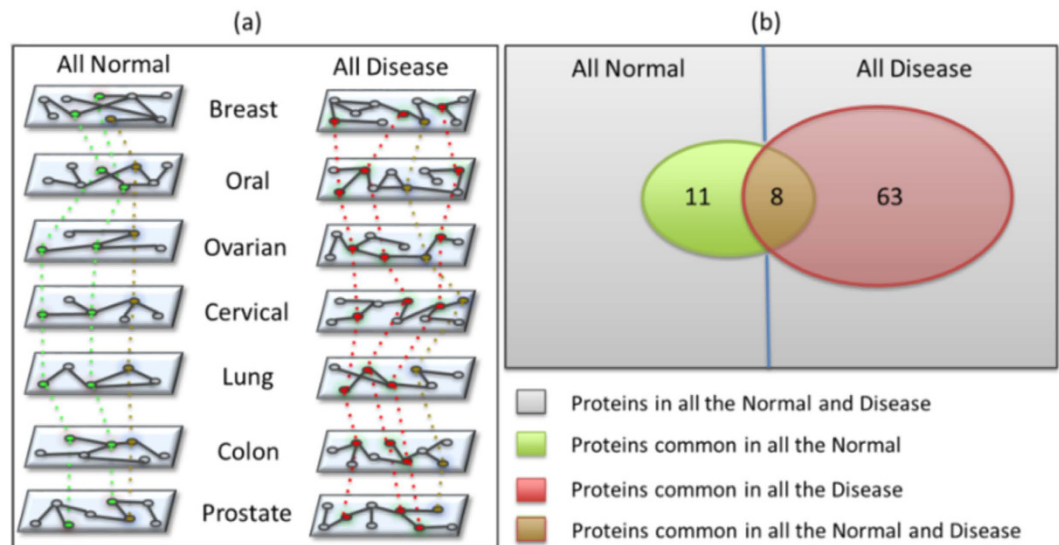 (a)
All Normal
All Disease
Breast
Oral
Ovarian
Cervical
Lung
Colon
Prostate
(b)
All Normal
All Disease
11
8
63
Proteins in all the Normal and Disease
Proteins common in all the Normal
Proteins common in all the Disease
Proteins common in all the Normal and Disease